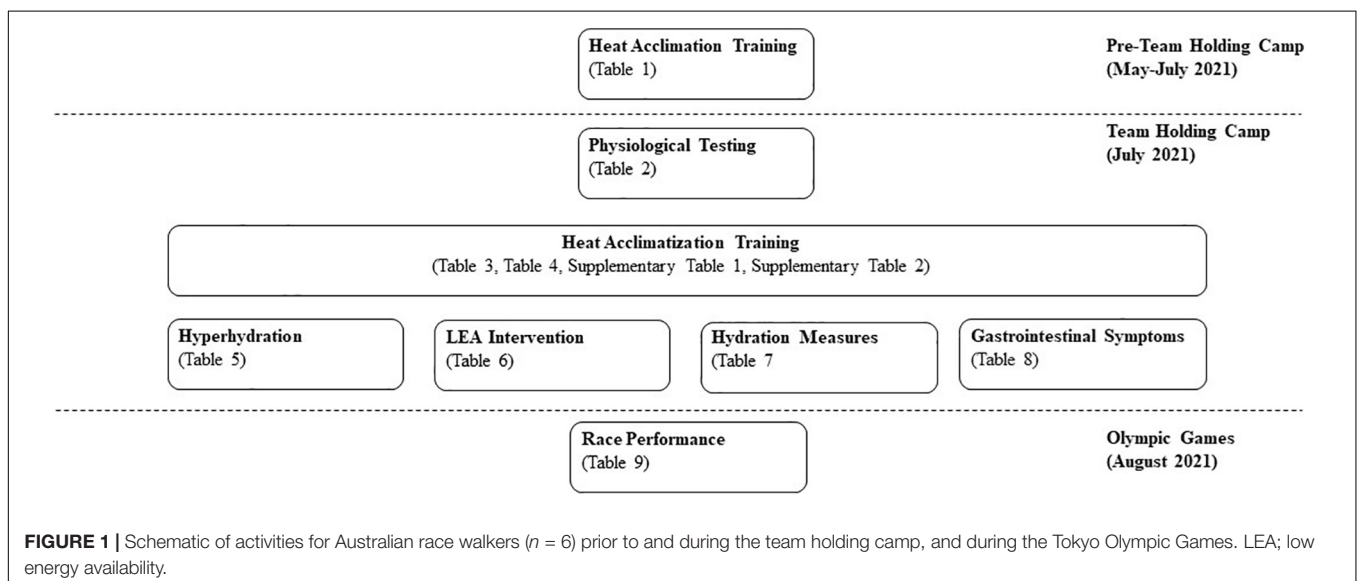 Heat Acclimation Training
(Table 1)
Pre-Team Holding Camp
(May-July 2021)
Physiological Testing
(Table 2)
Team Holding Camp
(July 2021)
Heat Acclimatization Training
(Table 3, Table 4, Supplementary Table 1, Supplementary Table 2)
Hyperhydration
(Table 5)
LEA Intervention
(Table 6)
Hydration Measures
(Table 7
Gastrointestinal Symptoms
(Table 8)
Race Performance
(Table 9)
Olympic Games
(August 2021)
FIGURE 1 | Schematic of activities for Australian race walkers (n = 6) prior to and during the team holding camp, and during the Tokyo Olympic Games. LEA; low
energy availability.